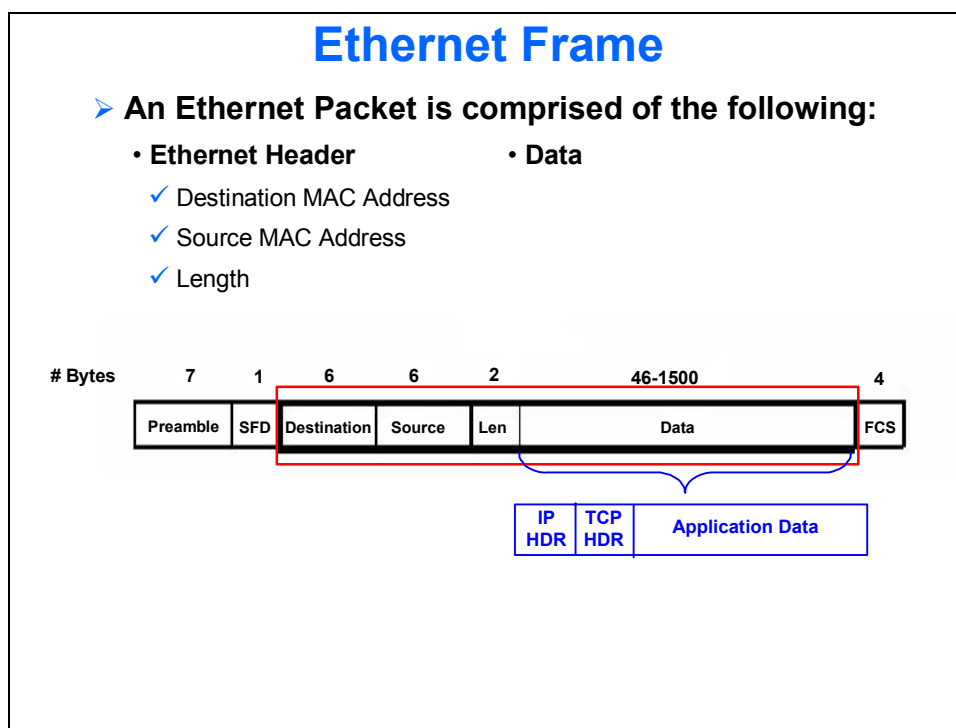 Ethernet Frame
➢ An Ethernet Packet is comprised of the following:
• Ethernet Header • Data
✓ Destination MAC Address
✓ Source MAC Address
✓ Length
# Bytes 7 1 6 6 2 46-1500 4
Preamble SFD Destination Source Len Data FCS
IP HDR TCP HDR Application Data